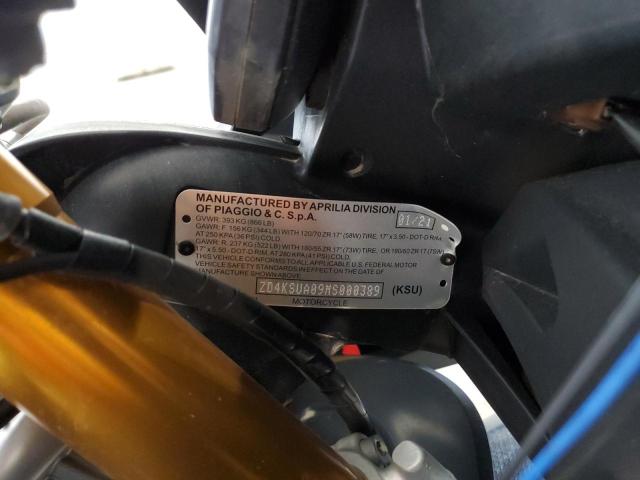 MANUFACTURED BY APRILIA DIVISION
OF PIAGGIO & C. S.p.A. 01/21
GVWR: 393 KG (866 LB)
GAWR: F. 156 KG (344 LB) WITH 120/70 ZR 17" (58W) TIRE, 17" x 3.50 - DOT-D RIM,
AT 250 KPA (36 PSI) COLD.
GAWR: R. 237 KG (522 LB) WITH 180/55 ZR 17" (73W) TIRE, OR 180/60 ZR 17 (75W)
17" x 5.50 - DOT-D RIM, AT 280 KPA (41 PSI) COLD.
THIS VEHICLE CONFORMS TO ALL APPLICABLE U.S. FEDERAL MOTOR
VEHICLE SAFETY STANDARDS IN EFFECT ON THE DATE OF
MANUFACTURE SHOWN ABOVE.
ZD4KSUA09MS000389 (KSU)
MOTORCYCLE